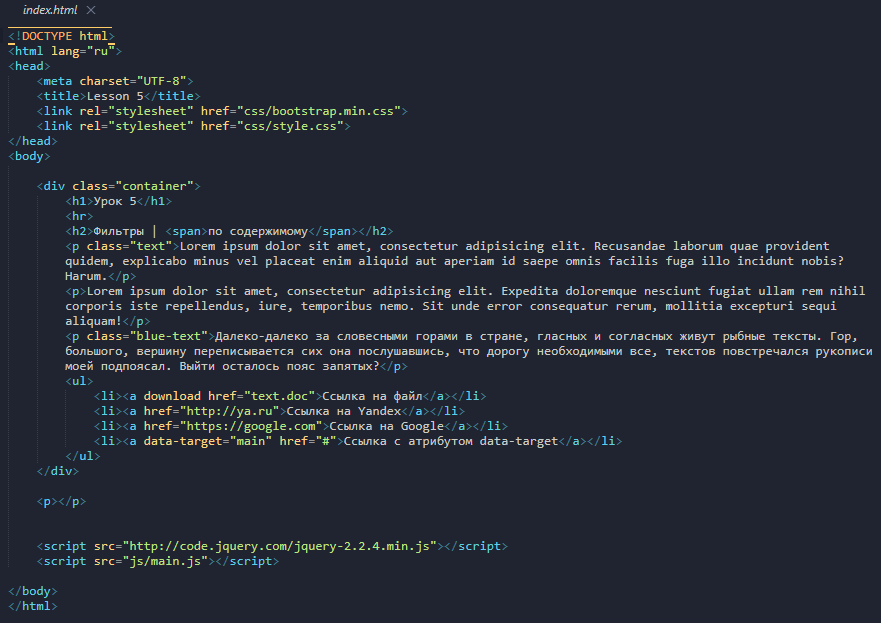 index.html
<!DOCTYPE html>
<html lang="ru">
<head>
<meta charset="UTF-8">
<title>Lesson 5</title>
<link rel="stylesheet" href="css/bootstrap.min.css">
<link rel="stylesheet" href="css/style.css">
</head>
<body>
<div class="container">
<h1>Урок 5</h1>
<hr>
<h2>Фильтры | <span>по содержимому</span></h2>
<p class="text">Lorem ipsum dolor sit amet, consectetur adipisicing elit. Recusandae laborum quae provident
quidem, explicabo minus vel placeat enim aliquid aut aperiam id saepe omnis facilis fuga illo incidunt nobis?
Harum.</p>
<p>Lorem ipsum dolor sit amet, consectetur adipisicing elit. Expedita doloremque nesciunt fugiat ullam rem nihil
corporis iste repellendus, iure, temporibus nemo. Sit unde error consequatur rerum, mollitia excepturi sequi
aliquam!</p>
<p class="blue-text">Далеко-далеко за словесными горами в стране, гласных и согласных живут рыбные тексты. Гор,
большого, вершину переписывается сих она послушавшись, что дорогу необходимыми все, текстов повстречался рукописи
моей подпоясал. Выйти осталось пояс запятых?</p>
<ul>
<li><a download href="text.doc">Ссылка на файл</a></li>
<li><a href="http://ya.ru">Ссылка на Yandex</a></li>
<li><a href="https://google.com">Ссылка на Google</a></li>
<li><a data-target="main" href="#">Ссылка с атрибутом data-target</a></li>
</ul>
</div>
<p></p>
<script src="http://code.jquery.com/jquery-2.2.4.min.js"></script>
<script src="js/main.js"></script>
</body>
</html>